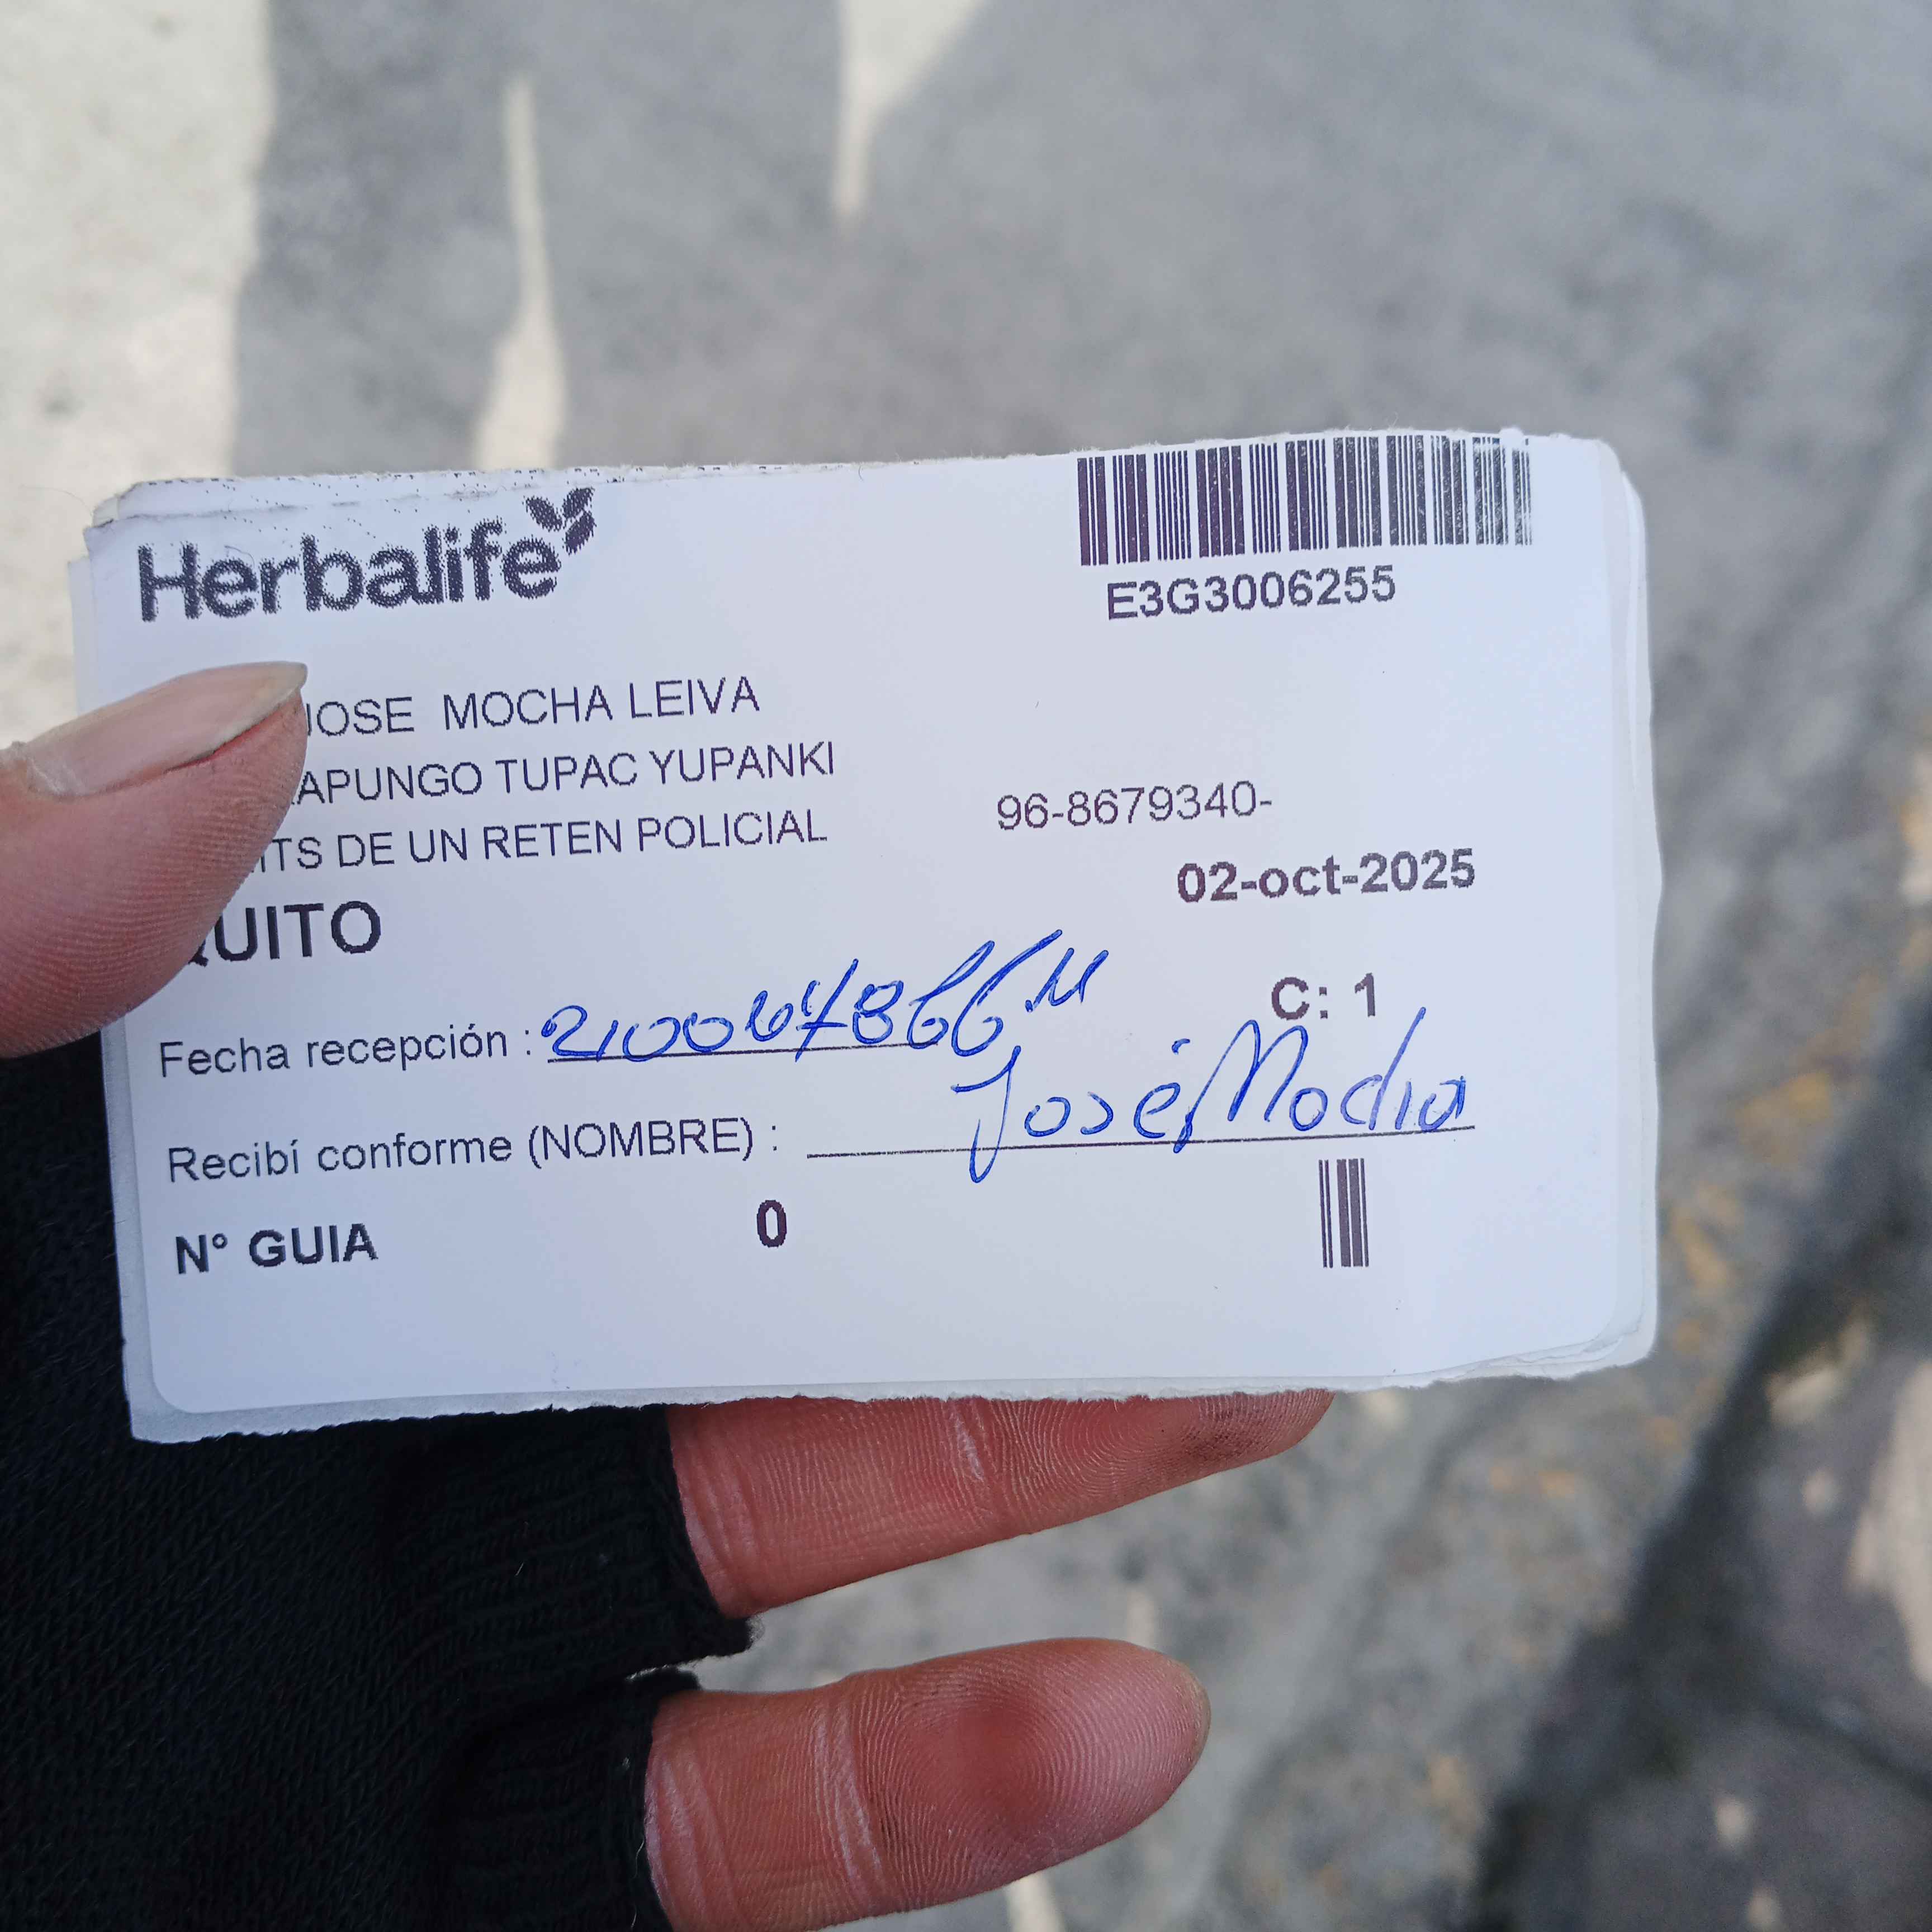 Herbalife
E3G3006255
JOSE MOCHA LEIVA
APUNGO TUPAC YUPANKI
TS DE UN RETEN POLICIAL
96-8679340-
02-oct-2025
QUITO
C: 1
Fecha recepción :
Recibí conforme (NOMBRE) : José Mocha
N° GUIA 0